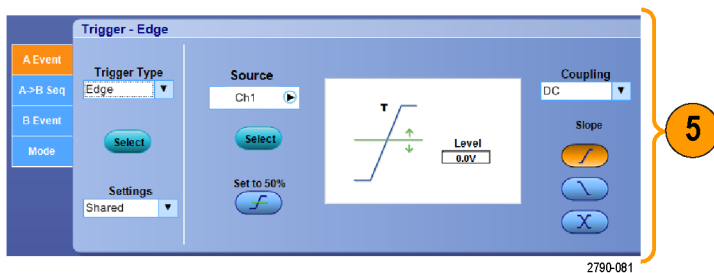 Trigger - Edge
A Event
A->B Seq
B Event
Mode
Trigger Type
Edge
Select
Settings
Shared
Source
Ch1
Select
Set to 50%
T
Level
0.0V
Coupling
DC
Slope
5
2790-081